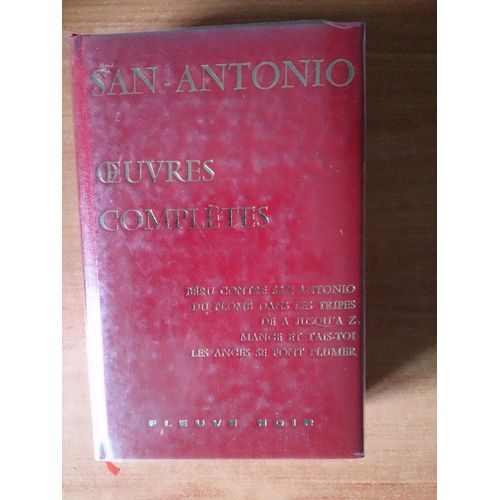 SAN-ANTONIO
ŒUVRES
COMPLÈTES
BÉRU CONTRE SAN-ANTONIO
DU PLOMB DANS LES TRIPES
DE A JUSQU'A Z
MANGE ET TAIS-TOI
LES ANGES SE FONT PLUMER
FLEUVE NOIR